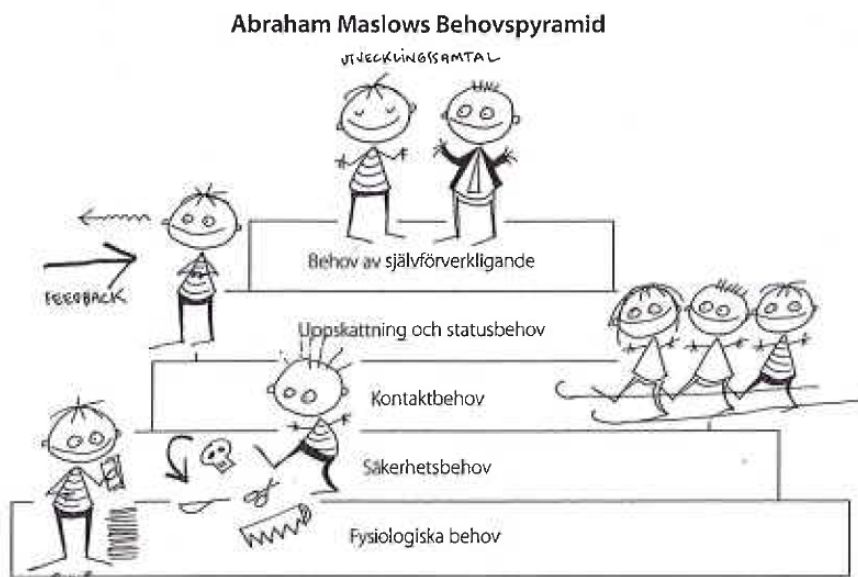 Abraham Maslows Behovspyramid
UTVECKLINGSSAMTAL
Behov av självförverkligande
FEEDBACK
Uppskattning och statusbehov
Kontaktbehov
Säkerhetsbehov
Fysiologiska behov